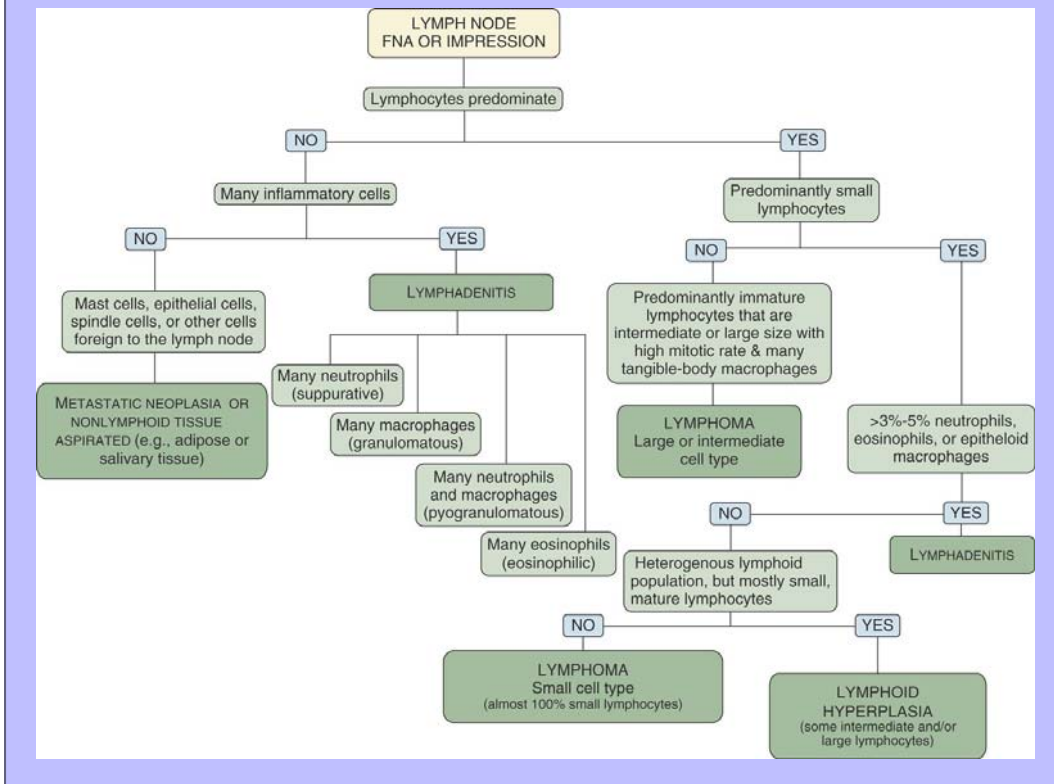 LYMPH NODE
FNA OR IMPRESSION
Lymphocytes predominate
NO
YES
Many inflammatory cells
Predominantly small
lymphocytes
NO
YES
NO
YES
Mast cells, epithelial cells,
spindle cells, or other cells
foreign to the lymph node
LYMPHADENITIS
Predominantly immature
lymphocytes that are
intermediate or large size with
high mitotic rate & many
tangible-body macrophages
METASTATIC NEOPLASIA OR
NONLYMPHOID TISSUE
ASPIRATED (e.g., adipose or
salivary tissue)
Many neutrophils
(suppurative)
Many macrophages
(granulomatous)
Many neutrophils
and macrophages
(pyogranulomatous)
Many eosinophils
(eosinophilic)
LYMPHOMA
Large or intermediate
cell type
>3%-5% neutrophils,
eosinophils, or epitheloid
macrophages
NO
YES
Heterogenous lymphoid
population, but mostly small,
mature lymphocytes
LYMPHADENITIS
NO
YES
LYMPHOMA
Small cell type
(almost 100% small lymphocytes)
LYMPHOID
HYPERPLASIA
(some intermediate and/or
large lymphocytes)